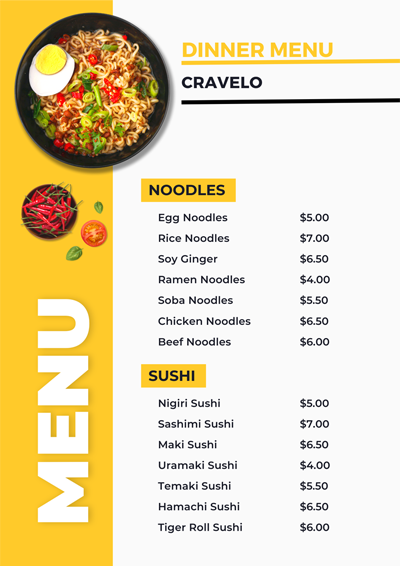 DINNER MENU
CRAVELO
MENU
NOODLES
Egg Noodles $5.00
Rice Noodles $7.00
Soy Ginger $6.50
Ramen Noodles $4.00
Soba Noodles $5.50
Chicken Noodles $6.50
Beef Noodles $6.00
SUSHI
Nigiri Sushi $5.00
Sashimi Sushi $7.00
Maki Sushi $6.50
Uramaki Sushi $4.00
Temaki Sushi $5.50
Hamachi Sushi $6.50
Tiger Roll Sushi $6.00